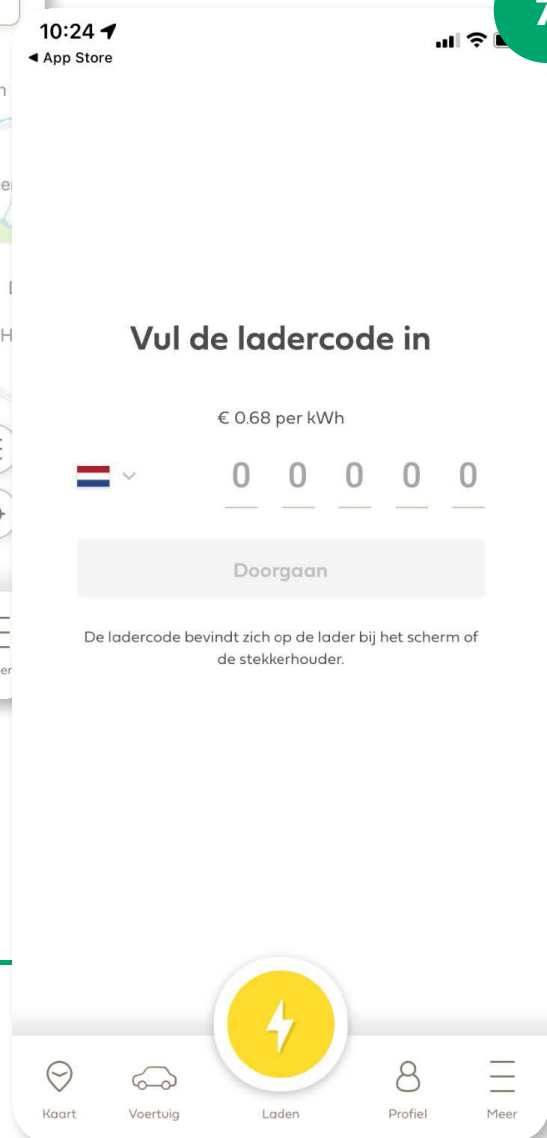 7
10:24
◀ App Store
Vul de ladercode in
€ 0.68 per kWh
0 0 0 0 0
Doorgaan
De ladercode bevindt zich op de lader bij het scherm of
de stekkerhouder.
Kaart Voertuig Laden Profiel Meer